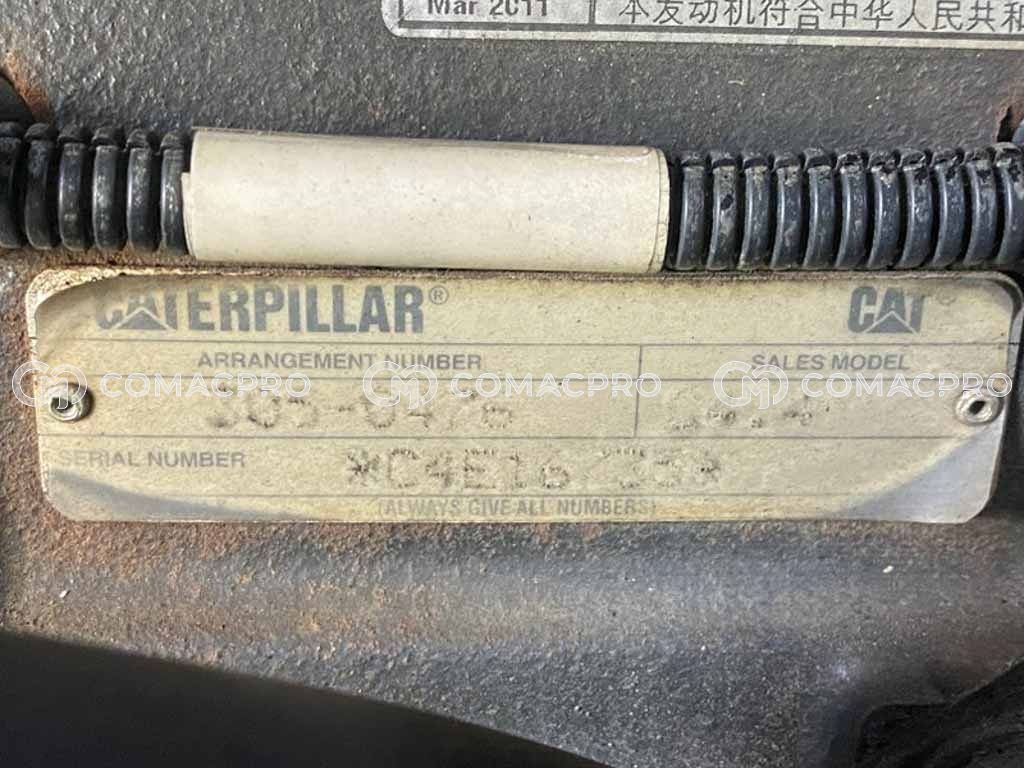 Mar 2011 本发动机符合中华人民共和
CATERPILLAR® CAT®
ARRANGEMENT NUMBER SALES MODEL
COMACPRO COMACPRO COMACPRO
SERIAL NUMBER
(ALWAYS GIVE ALL NUMBERS)